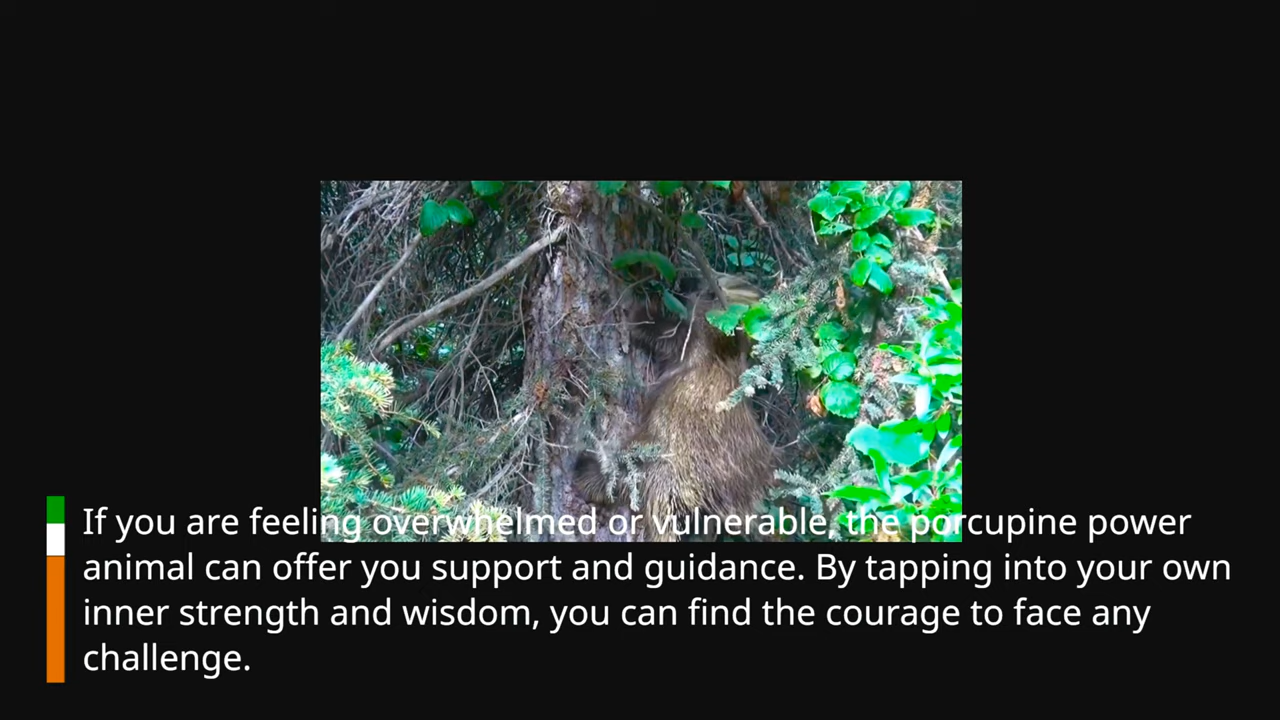 If you are feeling overwhelmed or vulnerable, the porcupine power
animal can offer you support and guidance. By tapping into your own
inner strength and wisdom, you can find the courage to face any
challenge.